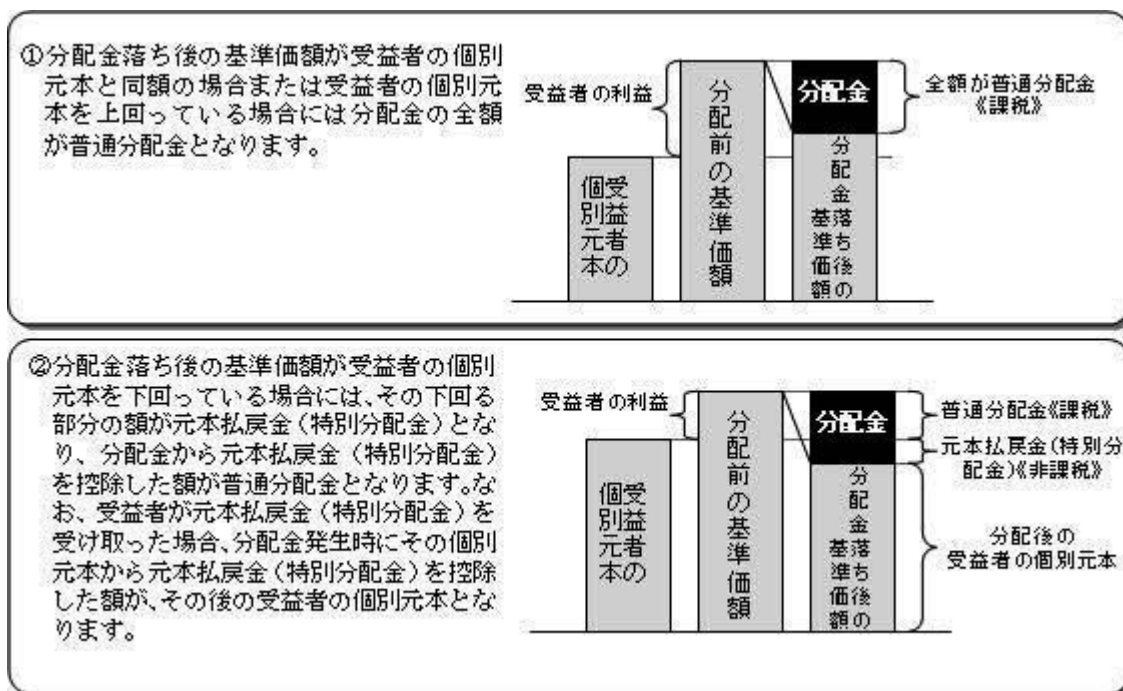 ①分配金落ち後の基準価額が受益者の個別
元本と同額の場合または受益者の個別元
本を上回っている場合には分配金の全額
が普通分配金となります。
受益者の利益
受益者の
個別元本
分配前の基準価額
分配金
分配金落ち後の
基準価額
全額が普通分配金
《課税》
②分配金落ち後の基準価額が受益者の個別
元本を下回っている場合には、その下回る
部分の額が元本払戻金（特別分配金）とな
り、分配金から元本払戻金（特別分配金）
を控除した額が普通分配金となります。な
お、受益者が元本払戻金（特別分配金）を
受け取った場合、分配金発生時にその個別
元本から元本払戻金（特別分配金）を控除
した額が、その後の受益者の個別元本とな
ります。
受益者の利益
受益者の
個別元本
分配前の基準価額
分配金
分配金落ち後の
基準価額
普通分配金《課税》
元本払戻金（特別分
配金）《非課税》
分配後の
受益者の個別元本